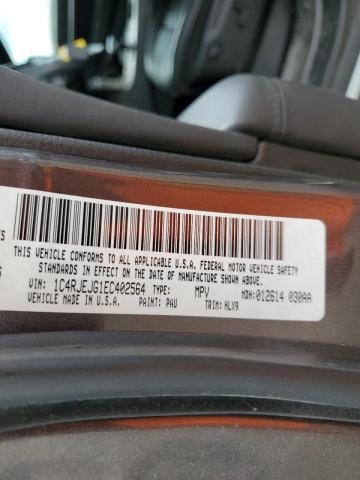 THIS VEHICLE CONFORMS TO ALL APPLICABLE U.S.A. FEDERAL MOTOR VEHICLE SAFETY
STANDARDS IN EFFECT ON THE DATE OF MANUFACTURE SHOWN ABOVE.
VIN: 1C4RJEJG1EC402564 TYPE: MPV MDH:012614 030AA
VEHICLE MADE IN U.S.A. PAINT: PAU TRIM: HLX9